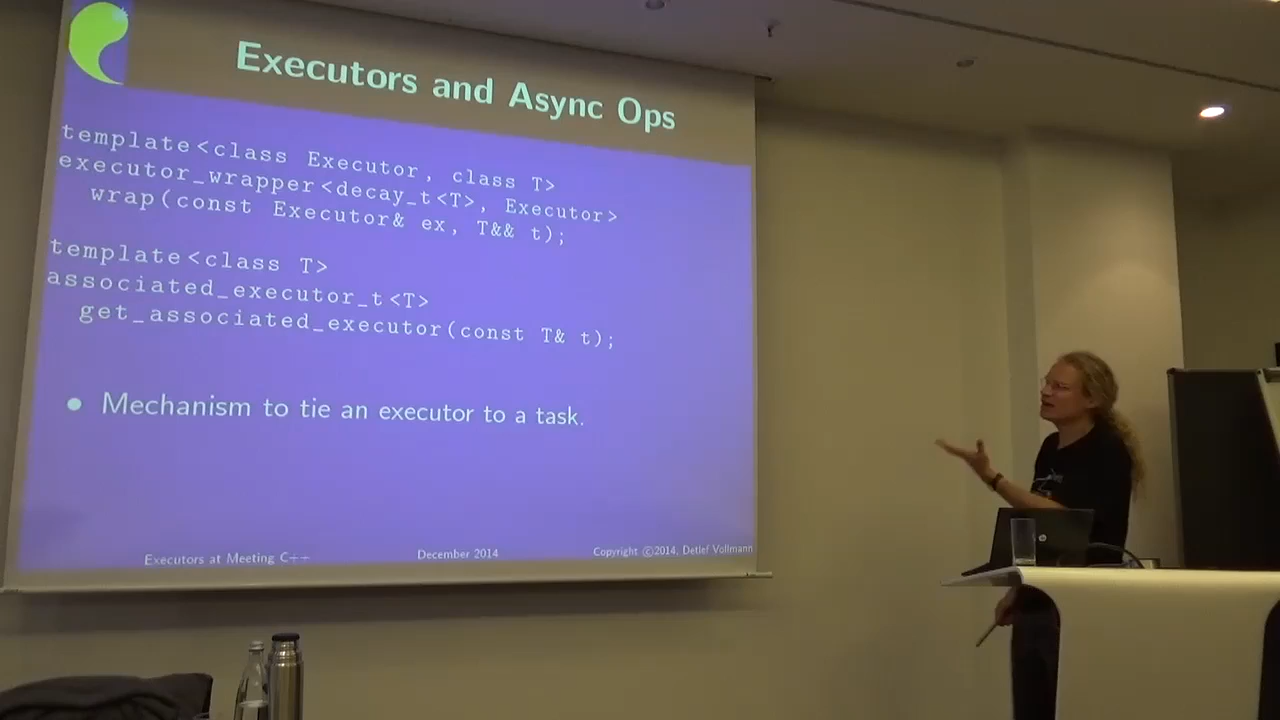 Executors and Async Ops
template<class Executor, class T>
executor_wrapper<decay_t<T>, Executor>
wrap(const Executor& ex, T&& t);
template<class T>
associated_executor_t<T>
get_associated_executor(const T& t);
• Mechanism to tie an executor to a task.
Executors at Meeting C++ December 2014 Copyright ©2014, Detlef Vollmann